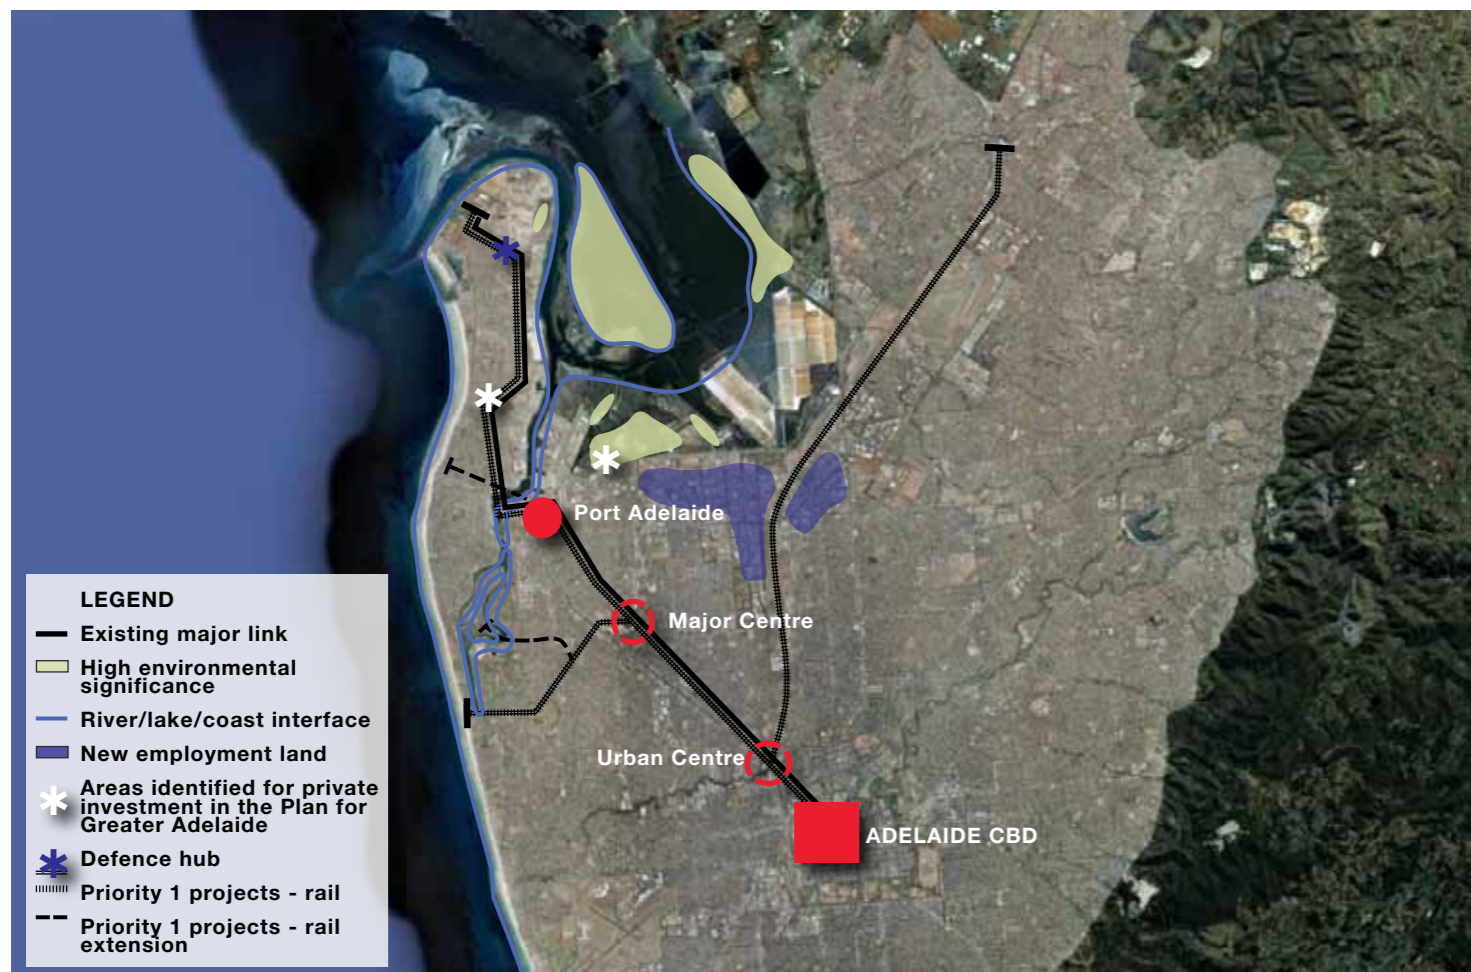 Port Adelaide
Major Centre
Urban Centre
ADELAIDE CBD
LEGEND
Existing major link
High environmental
significance
River/lake/coast interface
New employment land
Areas identified for private
investment in the Plan for
Greater Adelaide
Defence hub
Priority 1 projects - rail
Priority 1 projects - rail
extension